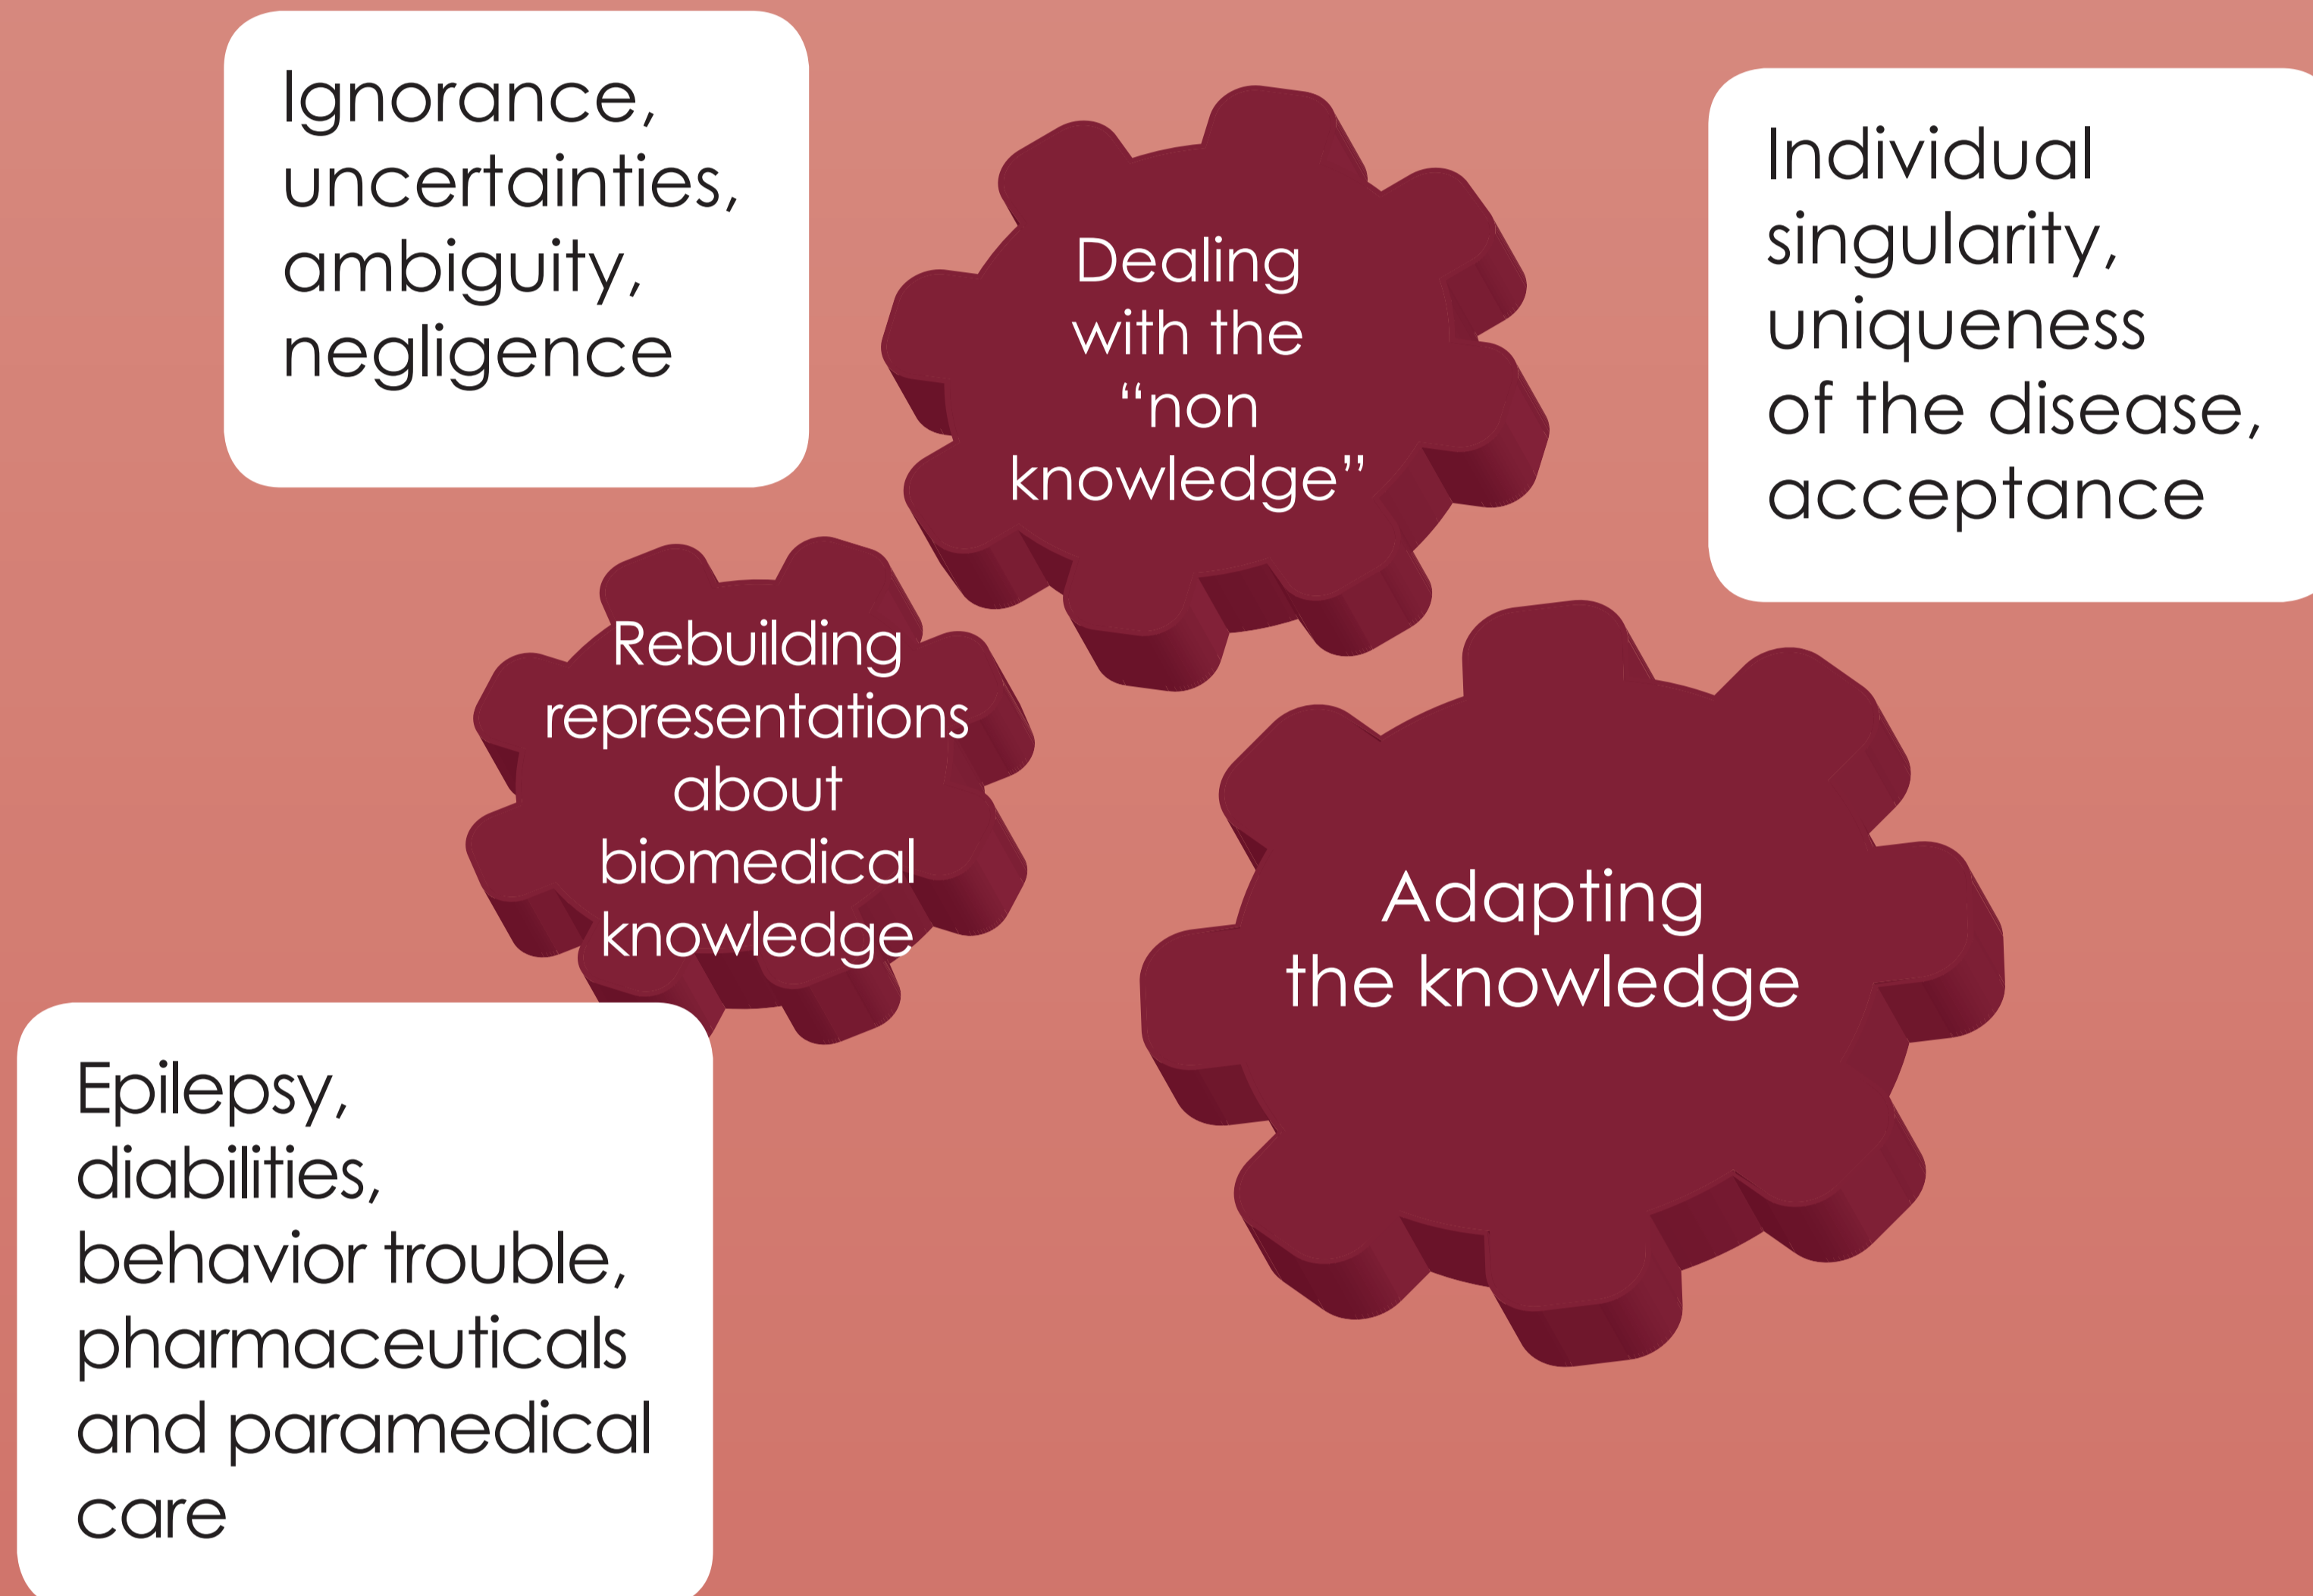 Ignorance,
uncertainties,
ambiguity,
negligence
Dealing
with the
“non
knowledge”
Individual
singularity,
uniqueness
of the disease,
acceptance
Rebuilding
representations
about
biomedical
knowledge
Adapting
the knowledge
Epilepsy,
diabilities,
behavior trouble,
pharmaceuticals
and paramedical
care